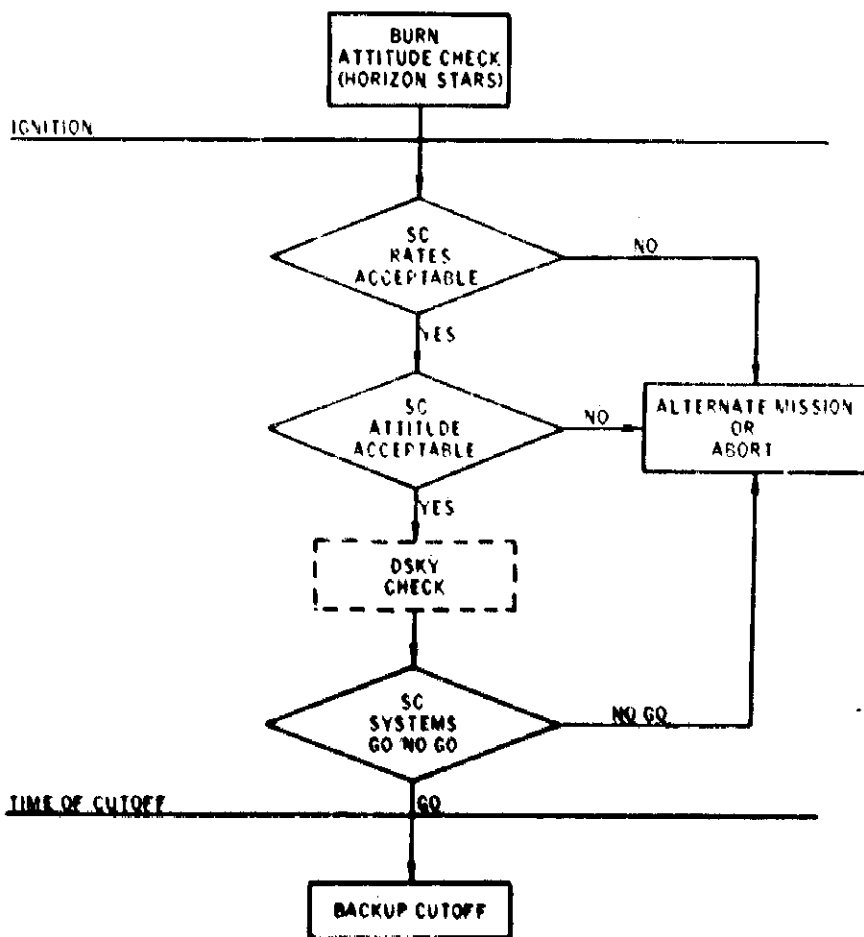 BURN
ATTITUDE CHECK
(HORIZON STARS)
IGNITION
SC
RATES
ACCEPTABLE
NO
YES
SC
ATTITUDE
ACCEPTABLE
NO
ALTERNATE MISSION
OR
ABORT
YES
DSKY
CHECK
SC
SYSTEMS
GO NO GO
NO GO
TIME OF CUTOFF
GO
BACKUP CUTOFF